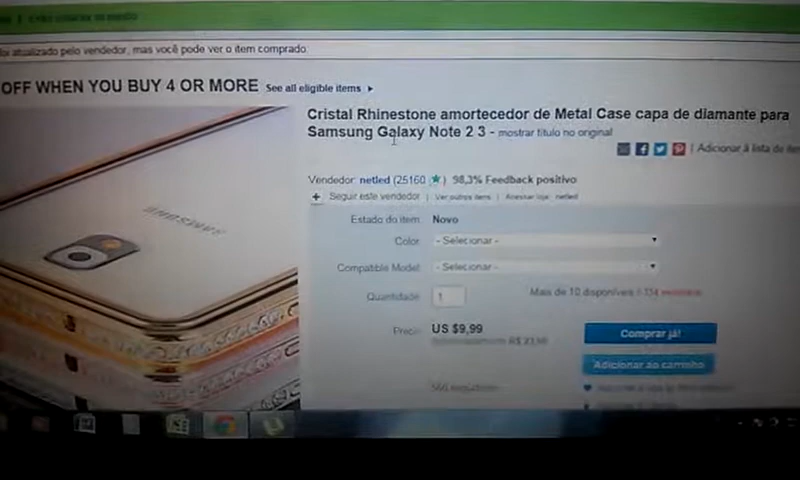 foi atualizado pelo vendedor, mas você pode ver o item comprado.
OFF WHEN YOU BUY 4 OR MORE See all eligible items
Cristal Rhinestone amortecedor de Metal Case capa de diamante para
Samsung Galaxy Note 2 3 - mostrar título no original
Adicionar à lista de
Vendedor: netled (25160 ) 98,3% Feedback positivo
+ Seguir este vendedor | Ver outros itens | Acessar loja: netled
Estado do item: Novo
Color: - Selecionar -
Compatible Model: - Selecionar -
Quantidade: 1 Mais de 10 disponíveis
Preço: US $9,99 Comprar já!
Adicionar ao carrinho
SAMSUNG